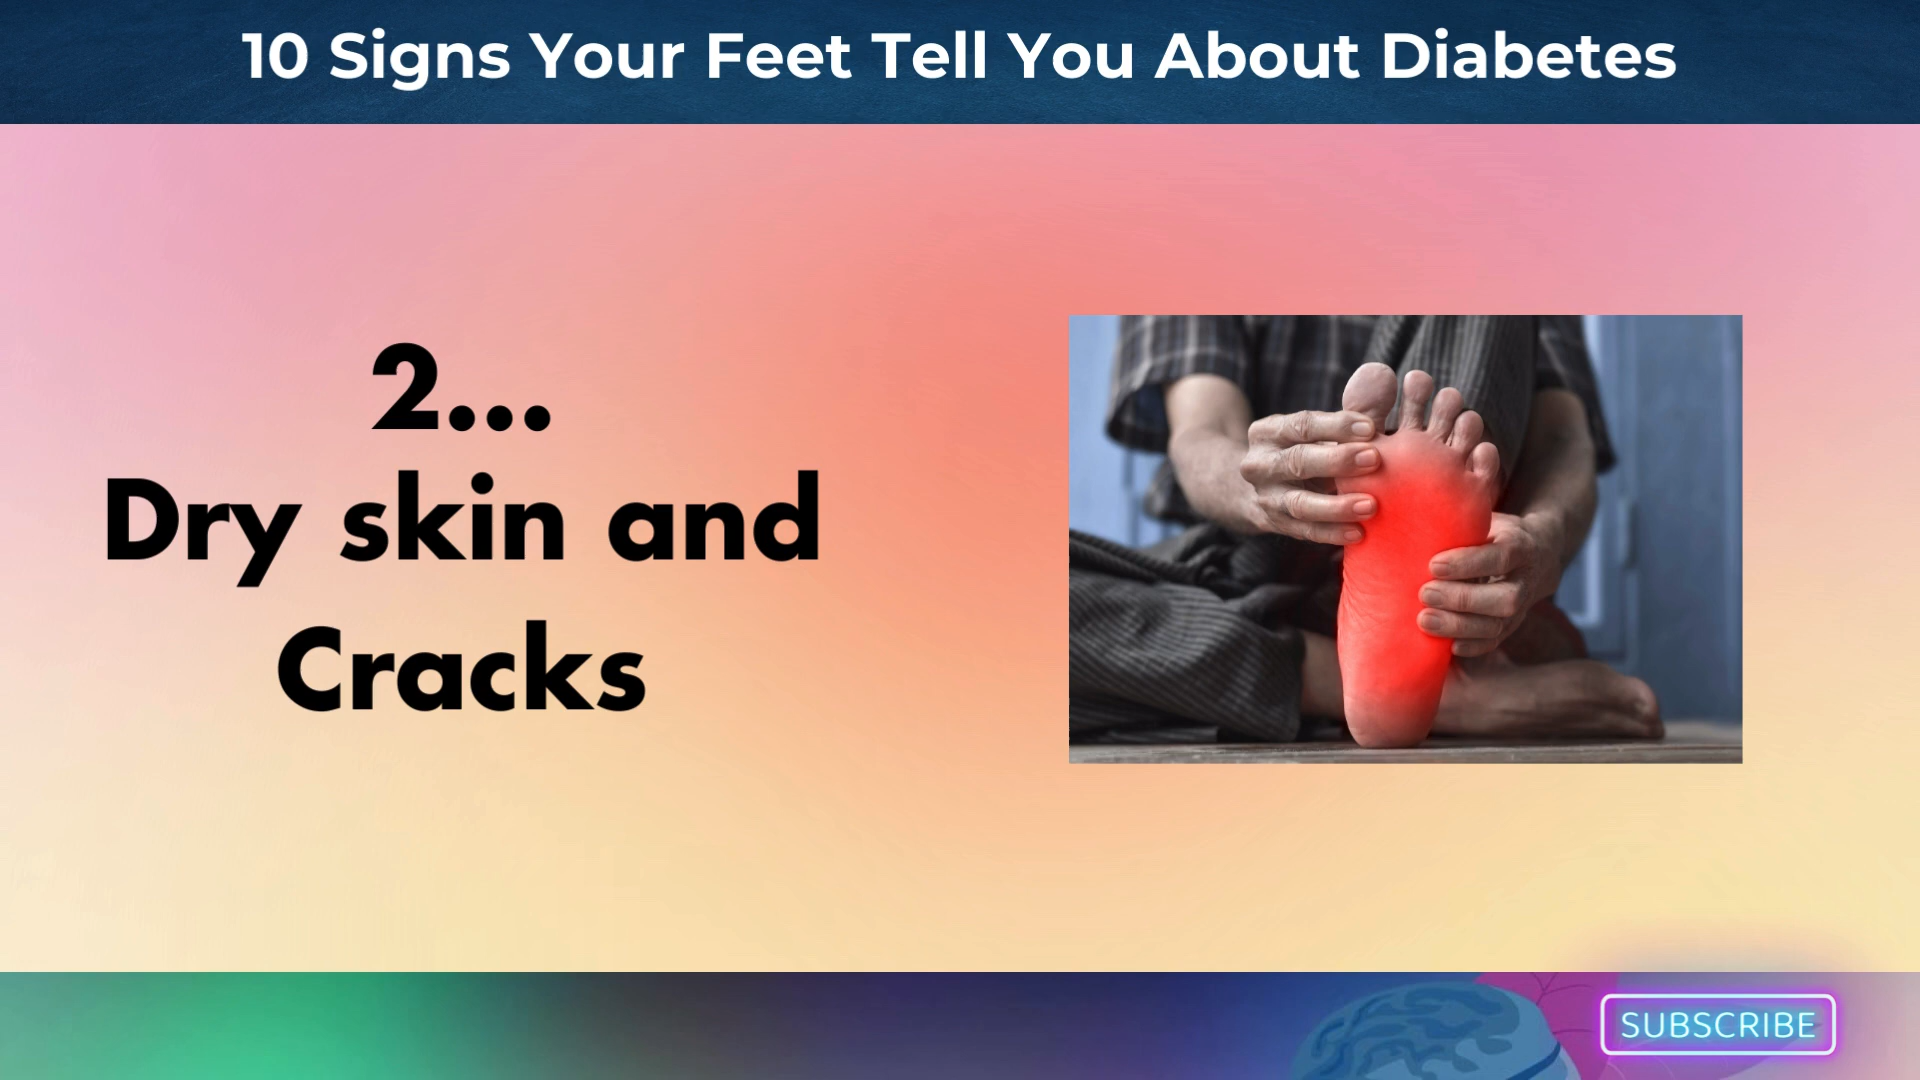 10 Signs Your Feet Tell You About Diabetes
2...
Dry skin and
Cracks
SUBSCRIBE